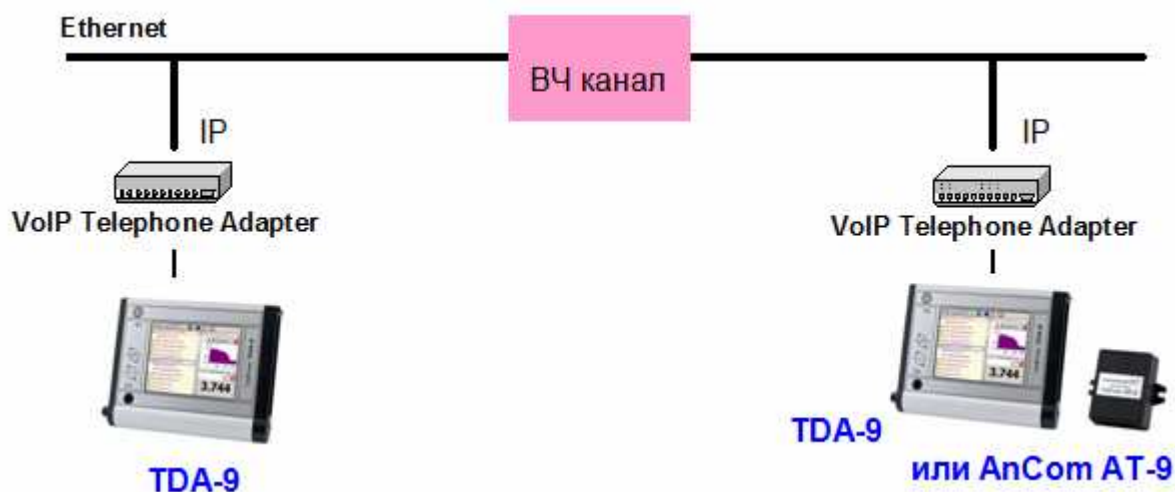 Ethernet
ВЧ канал
IP
IP
VoIP Telephone Adapter
VoIP Telephone Adapter
3.744
3.744
TDA-9
TDA-9
или AnCom AT-9